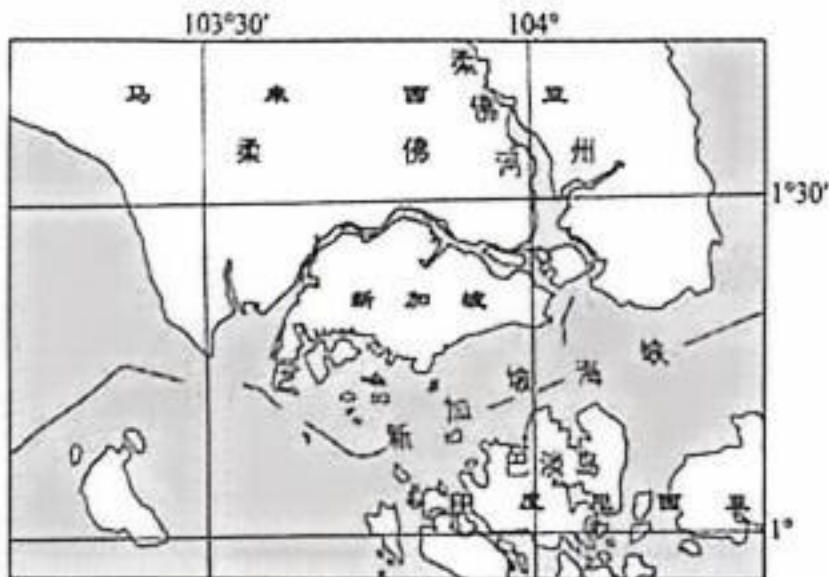 103°30′ 104°
马来西亚
柔佛州
柔佛河
1°30′
新加坡
新加坡海峡
巴淡岛
印度尼西亚
1°